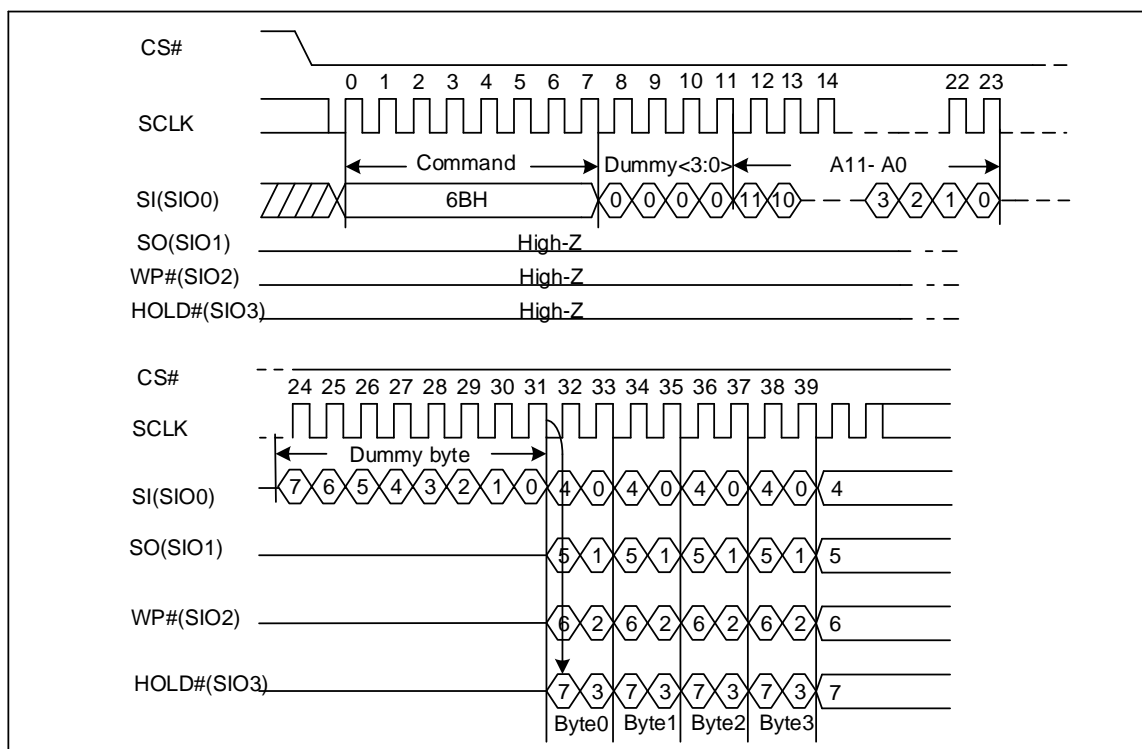 CS#
0 1 2 3 4 5 6 7 8 9 10 11 12 13 14 22 23
SCLK
Command Dummy<3:0> A11- A0
SI(SIO0) 6BH 0 0 0 0 11 10 3 2 1 0
SO(SIO1) High-Z
WP#(SIO2) High-Z
HOLD#(SIO3) High-Z
CS#
24 25 26 27 28 29 30 31 32 33 34 35 36 37 38 39
SCLK
Dummy byte
SI(SIO0) 7 6 5 4 3 2 1 0 4 0 4 0 4 0 4 0 4
SO(SIO1) 5 1 5 1 5 1 5 1 5
WP#(SIO2) 6 2 6 2 6 2 6 2 6
HOLD#(SIO3) 7 3 7 3 7 3 7 3 7
Byte0 Byte1 Byte2 Byte3